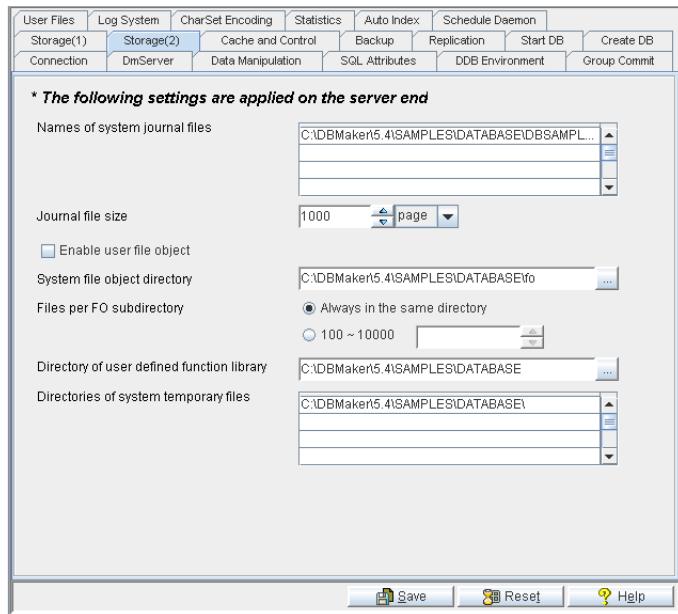 User Files Log System CharSet Encoding Statistics Auto Index Schedule Daemon
Storage(1) Storage(2) Cache and Control Backup Replication Start DB Create DB
Connection DmServer Data Manipulation SQL Attributes DDB Environment Group Commit
* The following settings are applied on the server end
Names of system journal files
C:\DBMaker\5.4\SAMPLES\DATABASE\DBSAMPL...
Journal file size 1000 page
Enable user file object
System file object directory C:\DBMaker\5.4\SAMPLES\DATABASE\fo ...
Files per FO subdirectory Always in the same directory
100 ~ 10000
Directory of user defined function library C:\DBMaker\5.4\SAMPLES\DATABASE ...
Directories of system temporary files
C:\DBMaker\5.4\SAMPLES\DATABASE\
Save Reset Help